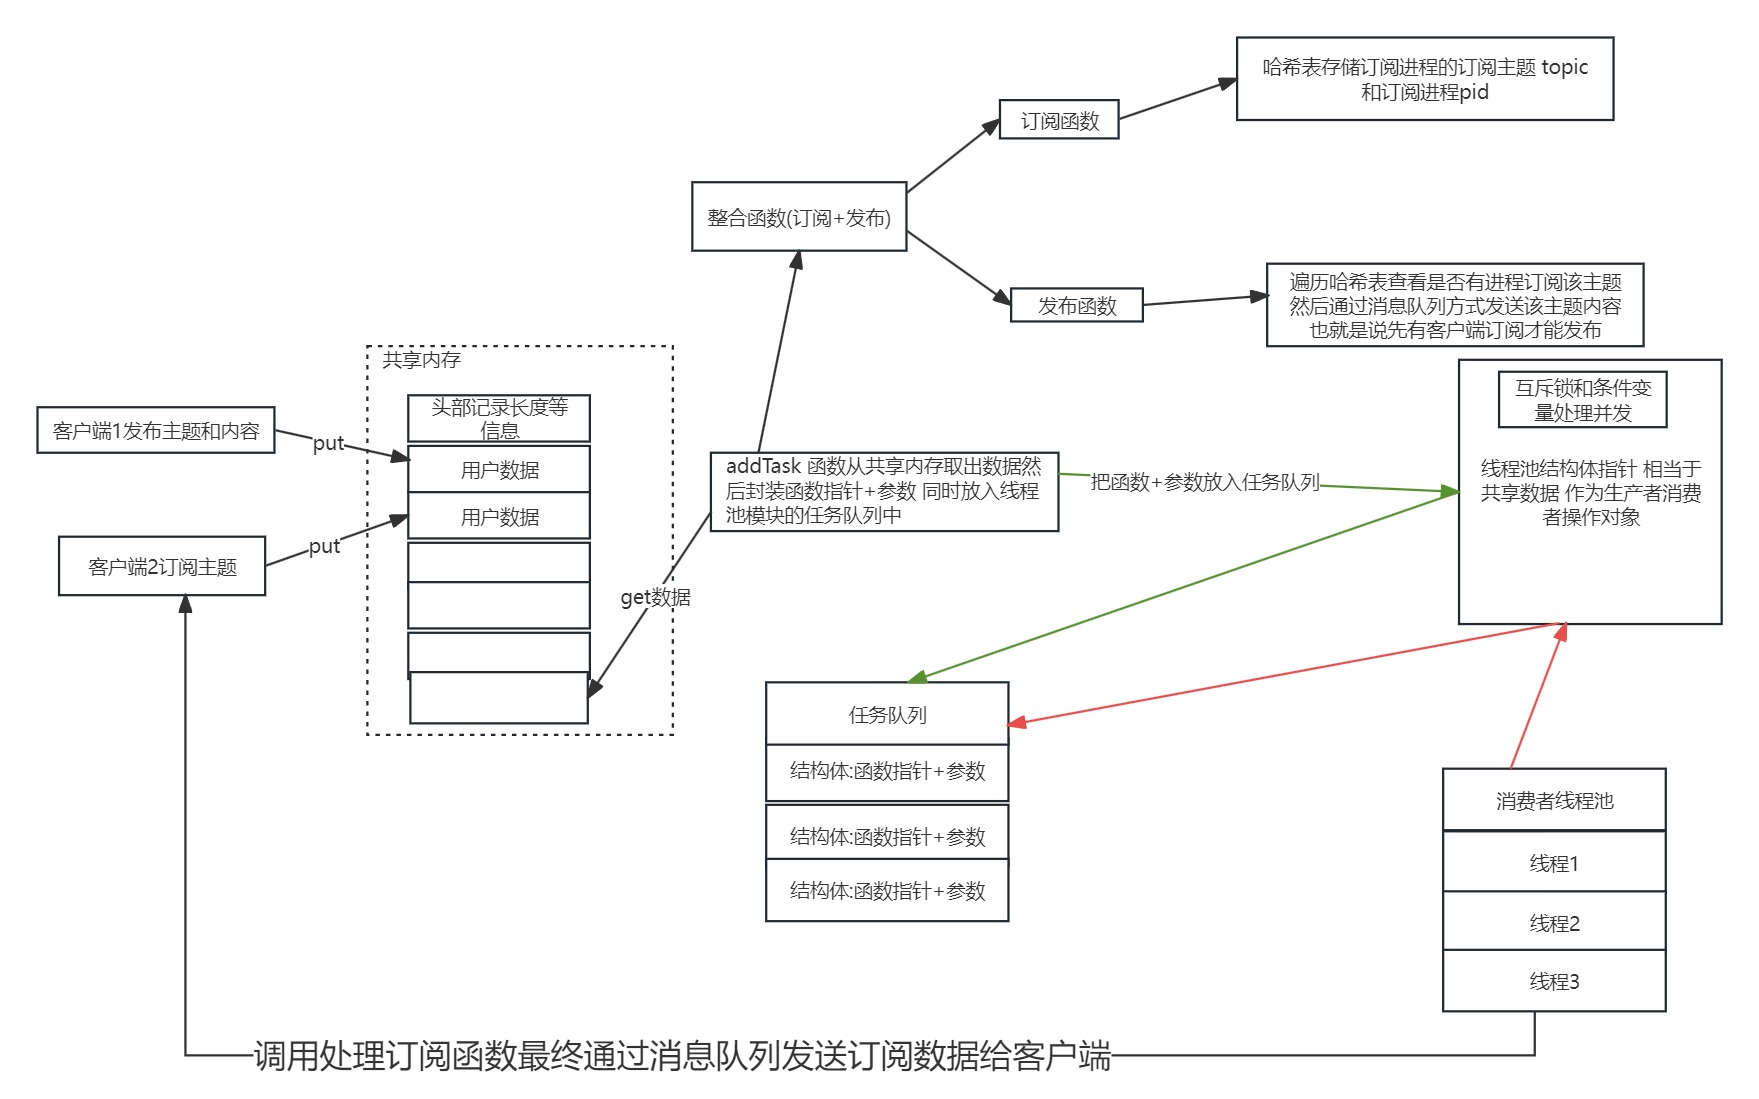 哈希表存储订阅进程的订阅主题 topic
和订阅进程pid
订阅函数
整合函数(订阅+发布)
发布函数
遍历哈希表查看是否有进程订阅该主题
然后通过消息队列方式发送该主题内容
也就是说先有客户端订阅才能发布
共享内存
头部记录长度等
信息
用户数据
用户数据
客户端1发布主题和内容
put
客户端2订阅主题
put
get数据
addTask 函数从共享内存取出数据然
后封装函数指针+参数 同时放入线程
池模块的任务队列中
把函数+参数放入任务队列
互斥锁和条件变
量处理并发
线程池结构体指针 相当于
共享数据 作为生产者消费
者操作对象
任务队列
结构体:函数指针+参数
结构体:函数指针+参数
结构体:函数指针+参数
消费者线程池
线程1
线程2
线程3
调用处理订阅函数最终通过消息队列发送订阅数据给客户端